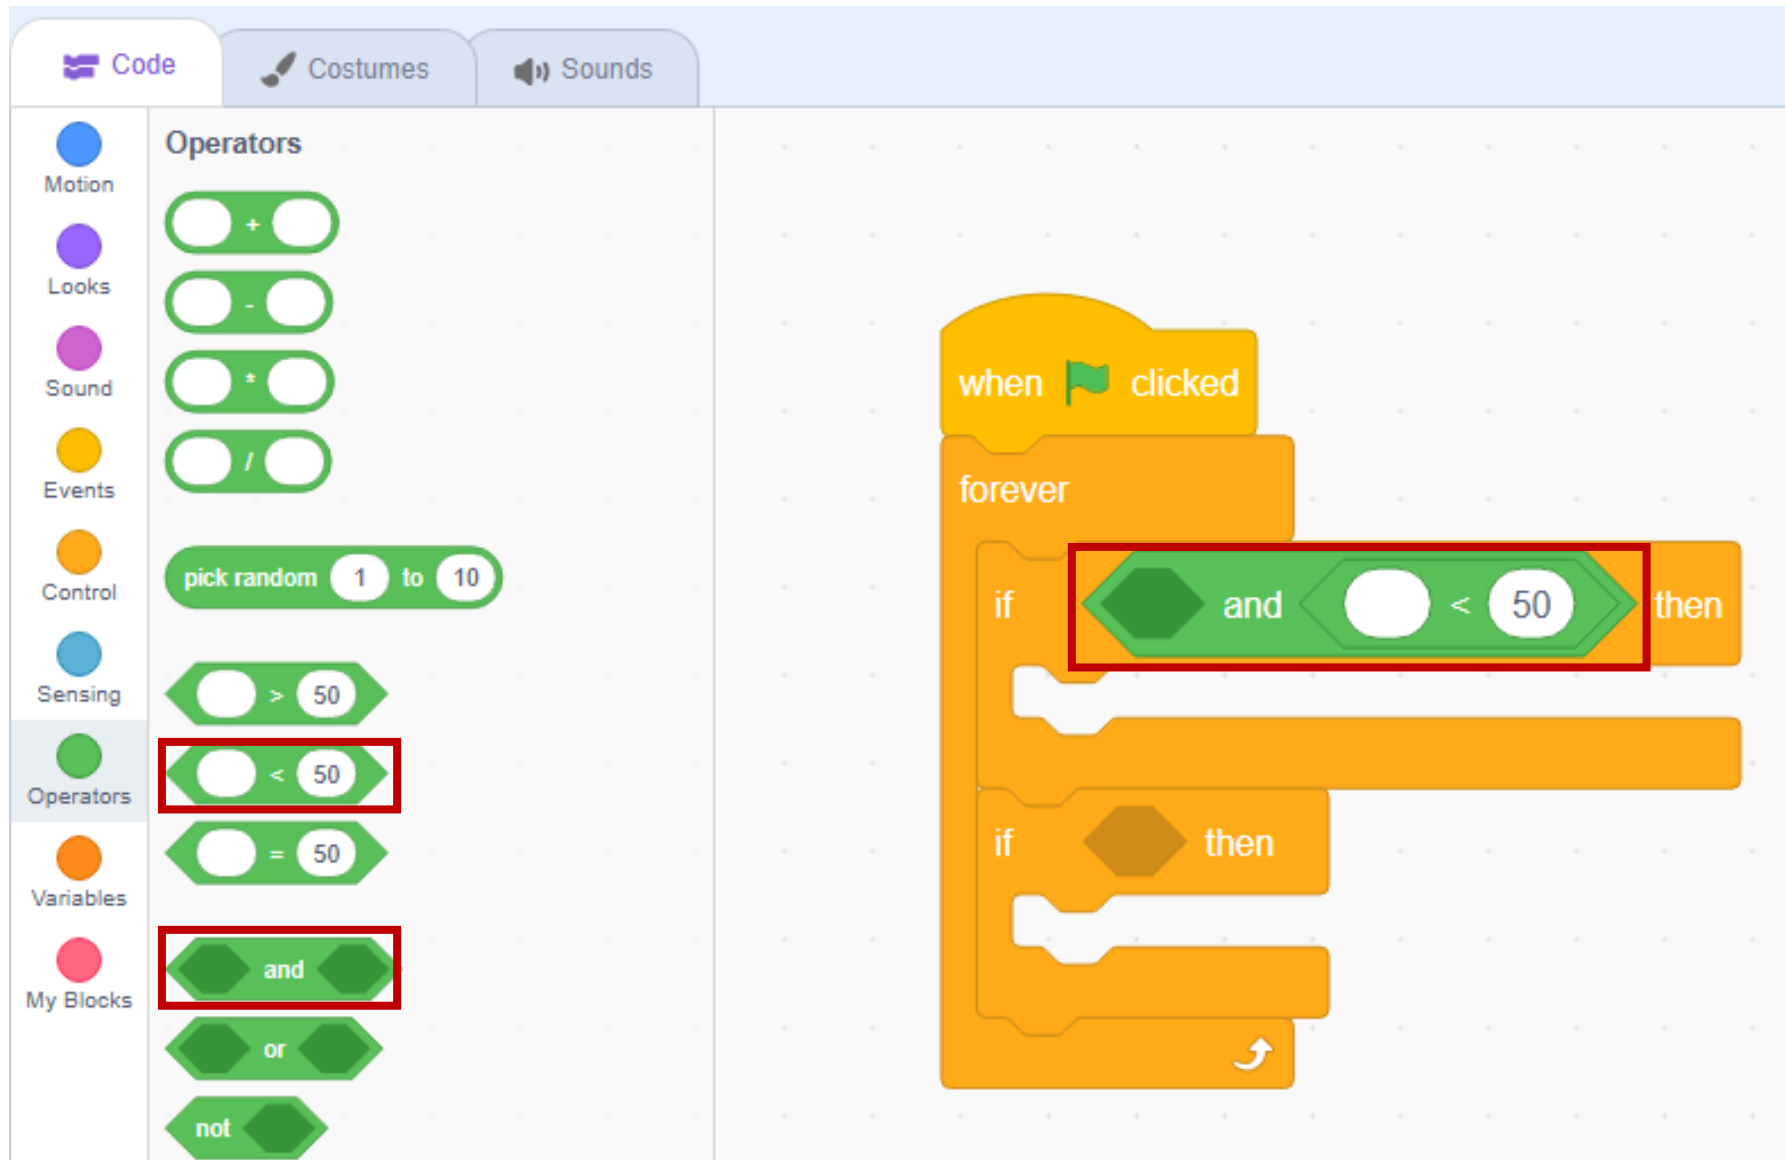 Code
Costumes
Sounds
Motion
Looks
Sound
Events
Control
Sensing
Operators
Variables
My Blocks
Operators
+
-
*
/
pick random 1 to 10
> 50
< 50
= 50
and
or
not
when clicked
forever
if and < 50 then
if then